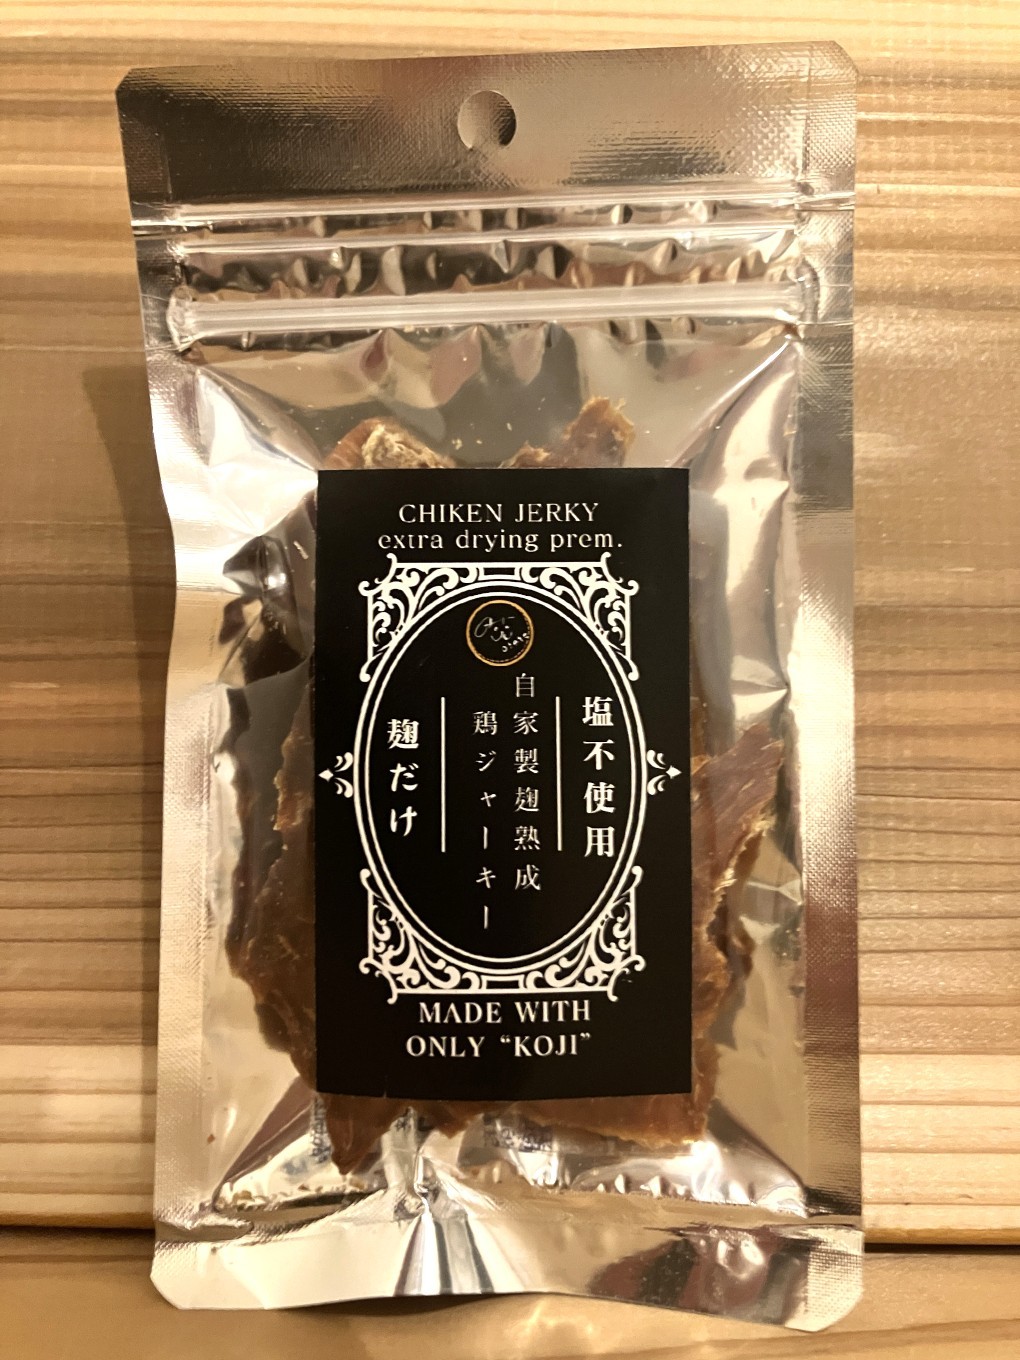 CHIKEN JERKY
extra drying prem.
塩不使用
自家製麹熟成
鶏ジャーキー
麹だけ
MADE WITH
ONLY “KOJI”